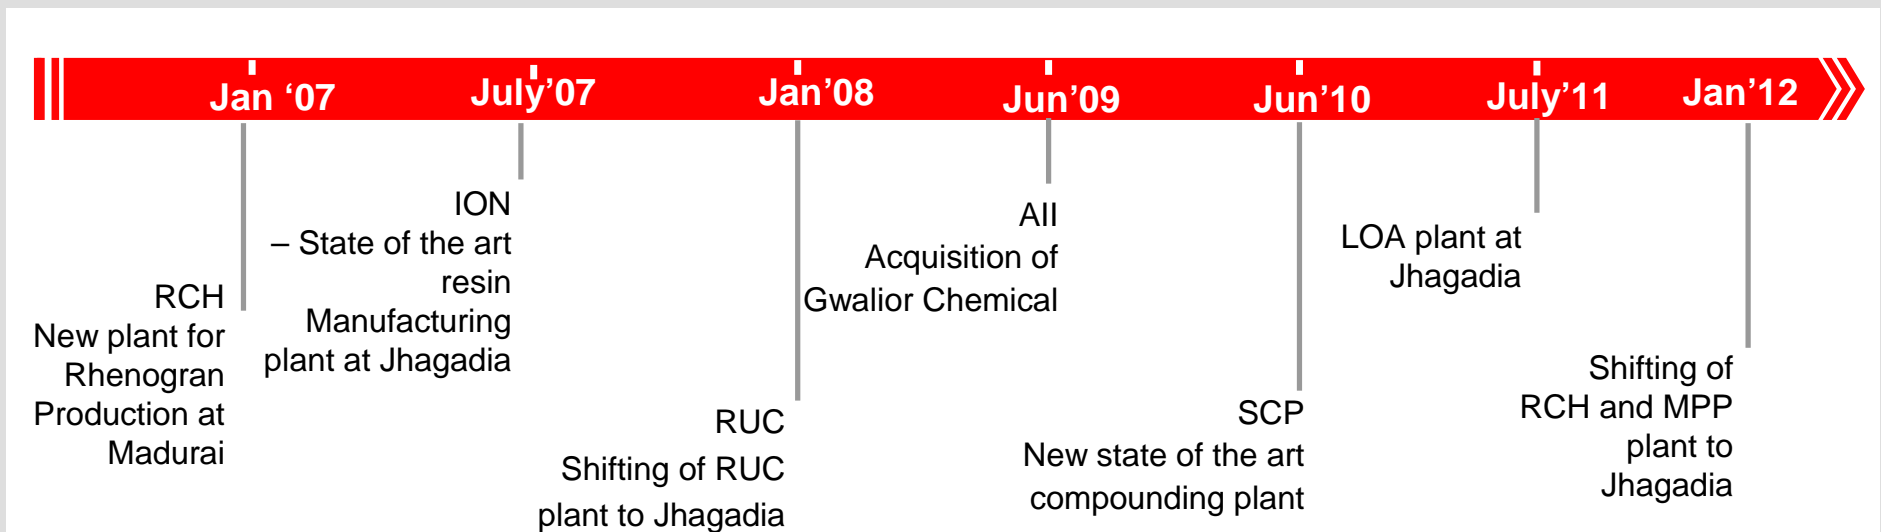 Jan ‘07
July’07
Jan’08
Jun’09
Jun’10
July’11
Jan’12
RCH
New plant for
Rhenogran
Production at
Madurai
ION
– State of the art
resin
Manufacturing
plant at Jhagadia
RUC
Shifting of RUC
plant to Jhagadia
AII
Acquisition of
Gwalior Chemical
SCP
New state of the art
compounding plant
LOA plant at
Jhagadia
Shifting of
RCH and MPP
plant to
Jhagadia